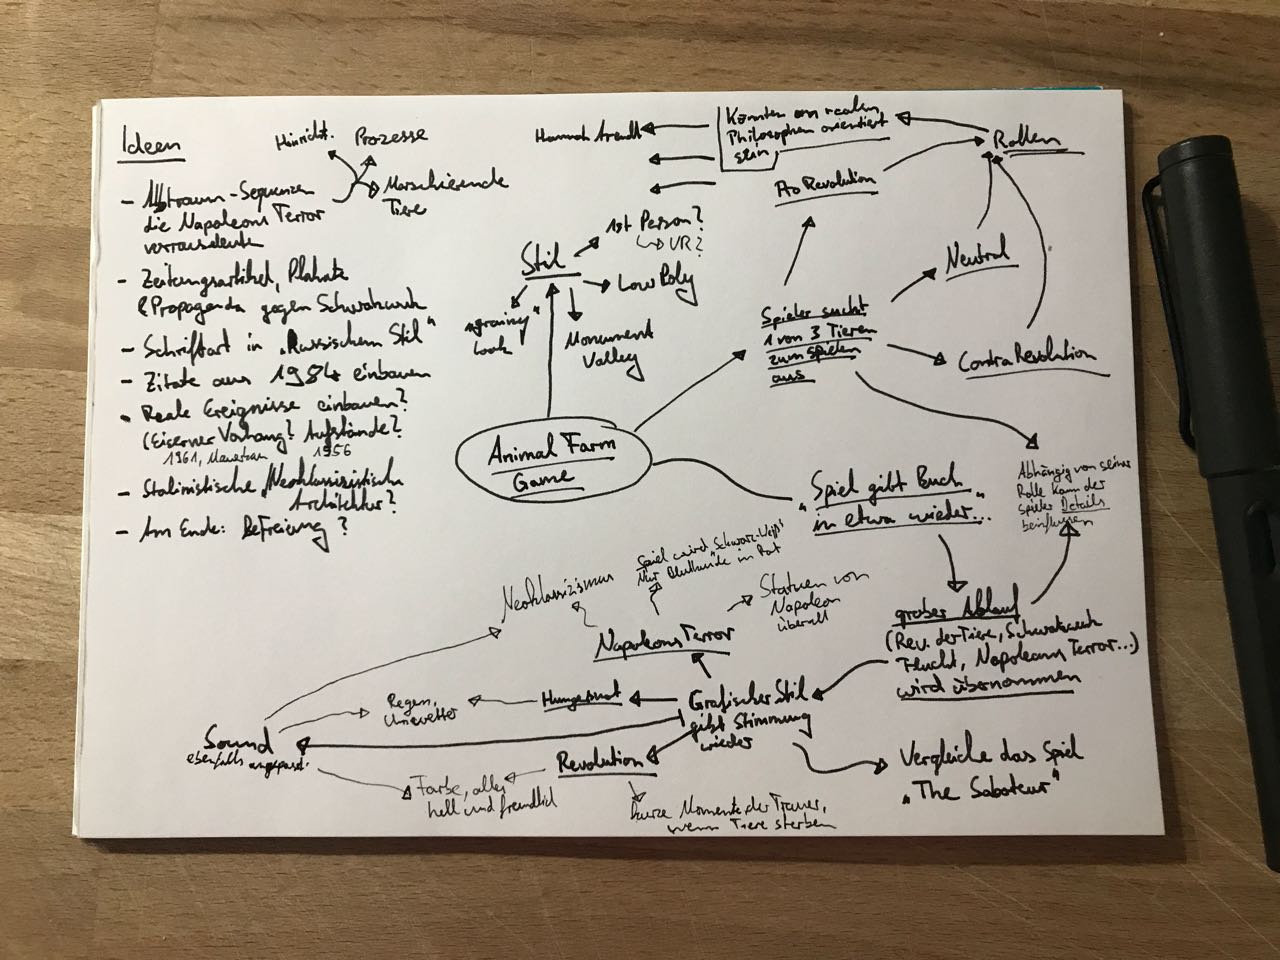 Ideen
- Albtraum-Sequenzen
die Napoleons Terror
verrausdeuten
Hinricht.
Prozesse
Marschierende
Tiere
- Zeitungsartikel, Plakate
& Propaganda gegen Schwatzwuch
- Schriftart in "Russischem Stil"
- Zitate aus 1984 einbauen
- Reale Ereignisse einbauen?
(Eiserner Vorhang? Aufstände?
1961, Mauerbau 1956
- Stalinistische, Neoklassizistische
Architektur?
- Am Ende: Befreiung?
Hannah Arendt
Könnten an realen
Philosophen orientiert
sein
Rollen
Pro Revolution
Neutral
Contra Revolution
Spieler sucht
1 von 3 Tieren
zum spielen
aus
Stil
1st Person?
VR?
Low Poly
Monument
Valley
"grainy"
Look
Animal Farm
Game
"Spiel gibt Buch
in etwa wieder..."
Abhängig von seiner
Rolle kann der
Spieler Details
beinflussen
grober Ablauf
(Rev. der Tiere, Schwatzwuch
Flucht, Napoleons Terror...)
wird übernommen
Grafischer Stil
gibt Stimmung
wieder
Napoleons Terror
Neoklassizismus
Spiel wird Schwarz-Weiß
Nur Bluthunde in Rot
Statuen von
Napoleon
überall
Hungersnot
Regen,
Unwetter
Revolution
Farbe, alles
hell und freundlich
kurze Momente der Trauer,
wenn Tiere sterben
Vergleiche das Spiel
"The Saboteur"
Sound
ebenfalls angepasst.